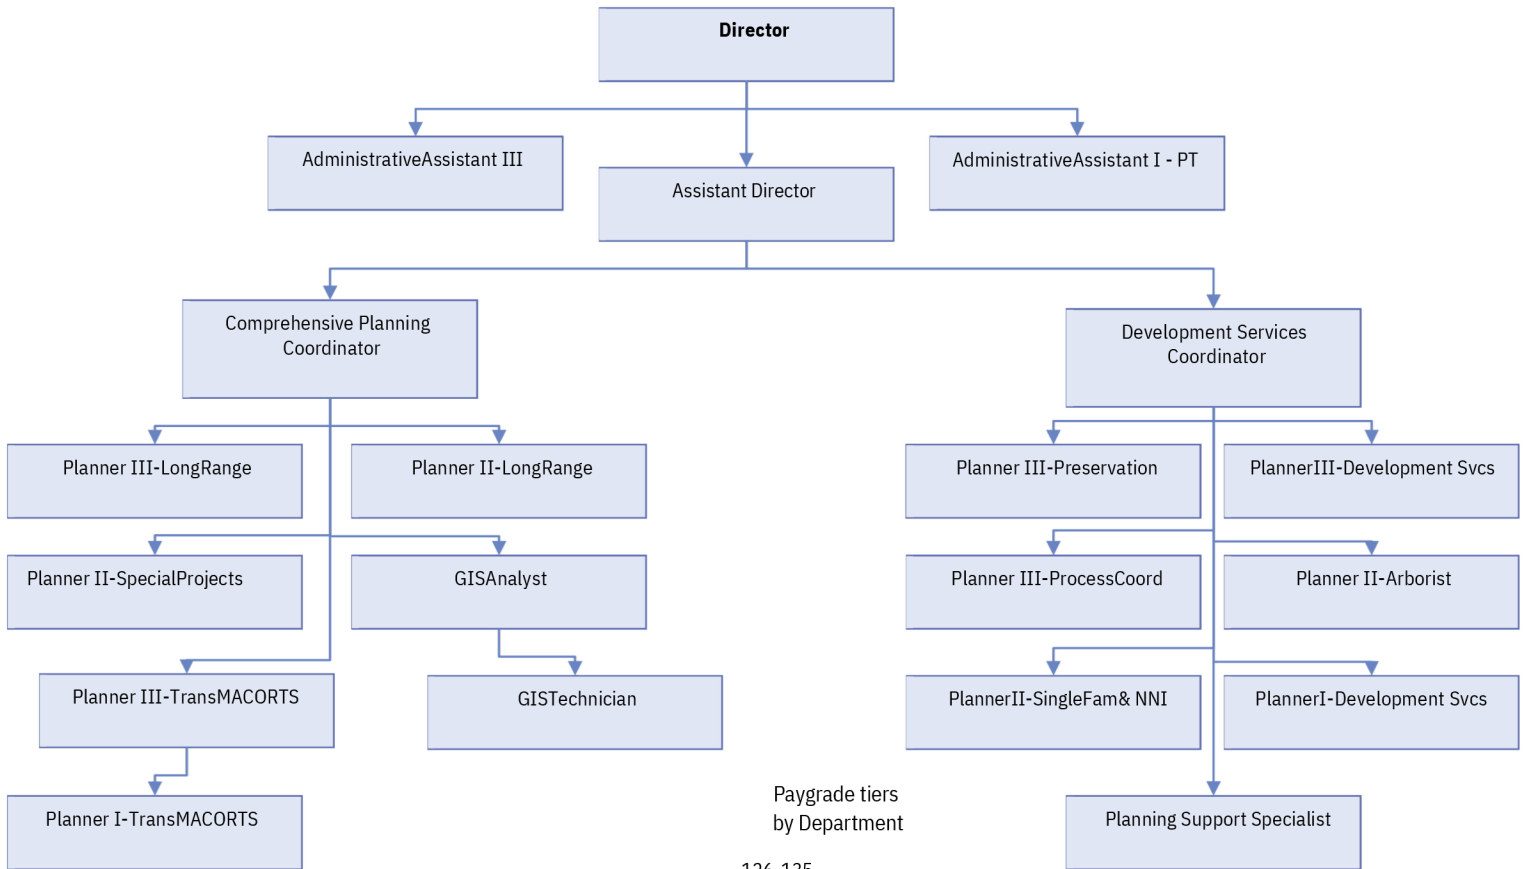 Director
AdministrativeAssistant III
AdministrativeAssistant I - PT
Assistant Director
Comprehensive Planning
Coordinator
Development Services
Coordinator
Planner III-LongRange
Planner II-LongRange
Planner III-Preservation
PlannerIII-Development Svcs
Planner II-SpecialProjects
GISAnalyst
Planner III-ProcessCoord
Planner II-Arborist
Planner III-TransMACORTS
GISTechnician
PlannerII-SingleFam& NNI
PlannerI-Development Svcs
Paygrade tiers
by Department
Planner I-TransMACORTS
Planning Support Specialist